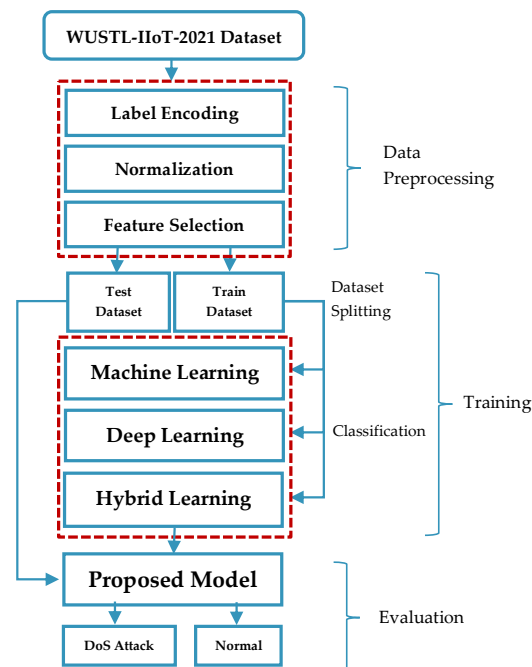 WUSTL-IIoT-2021 Dataset
Label Encoding
Normalization
Feature Selection
Data
Preprocessing
Test
Dataset
Train
Dataset
Dataset
Splitting
Machine Learning
Deep Learning
Hybrid Learning
Classification
Training
Proposed Model
DoS Attack
Normal
Evaluation